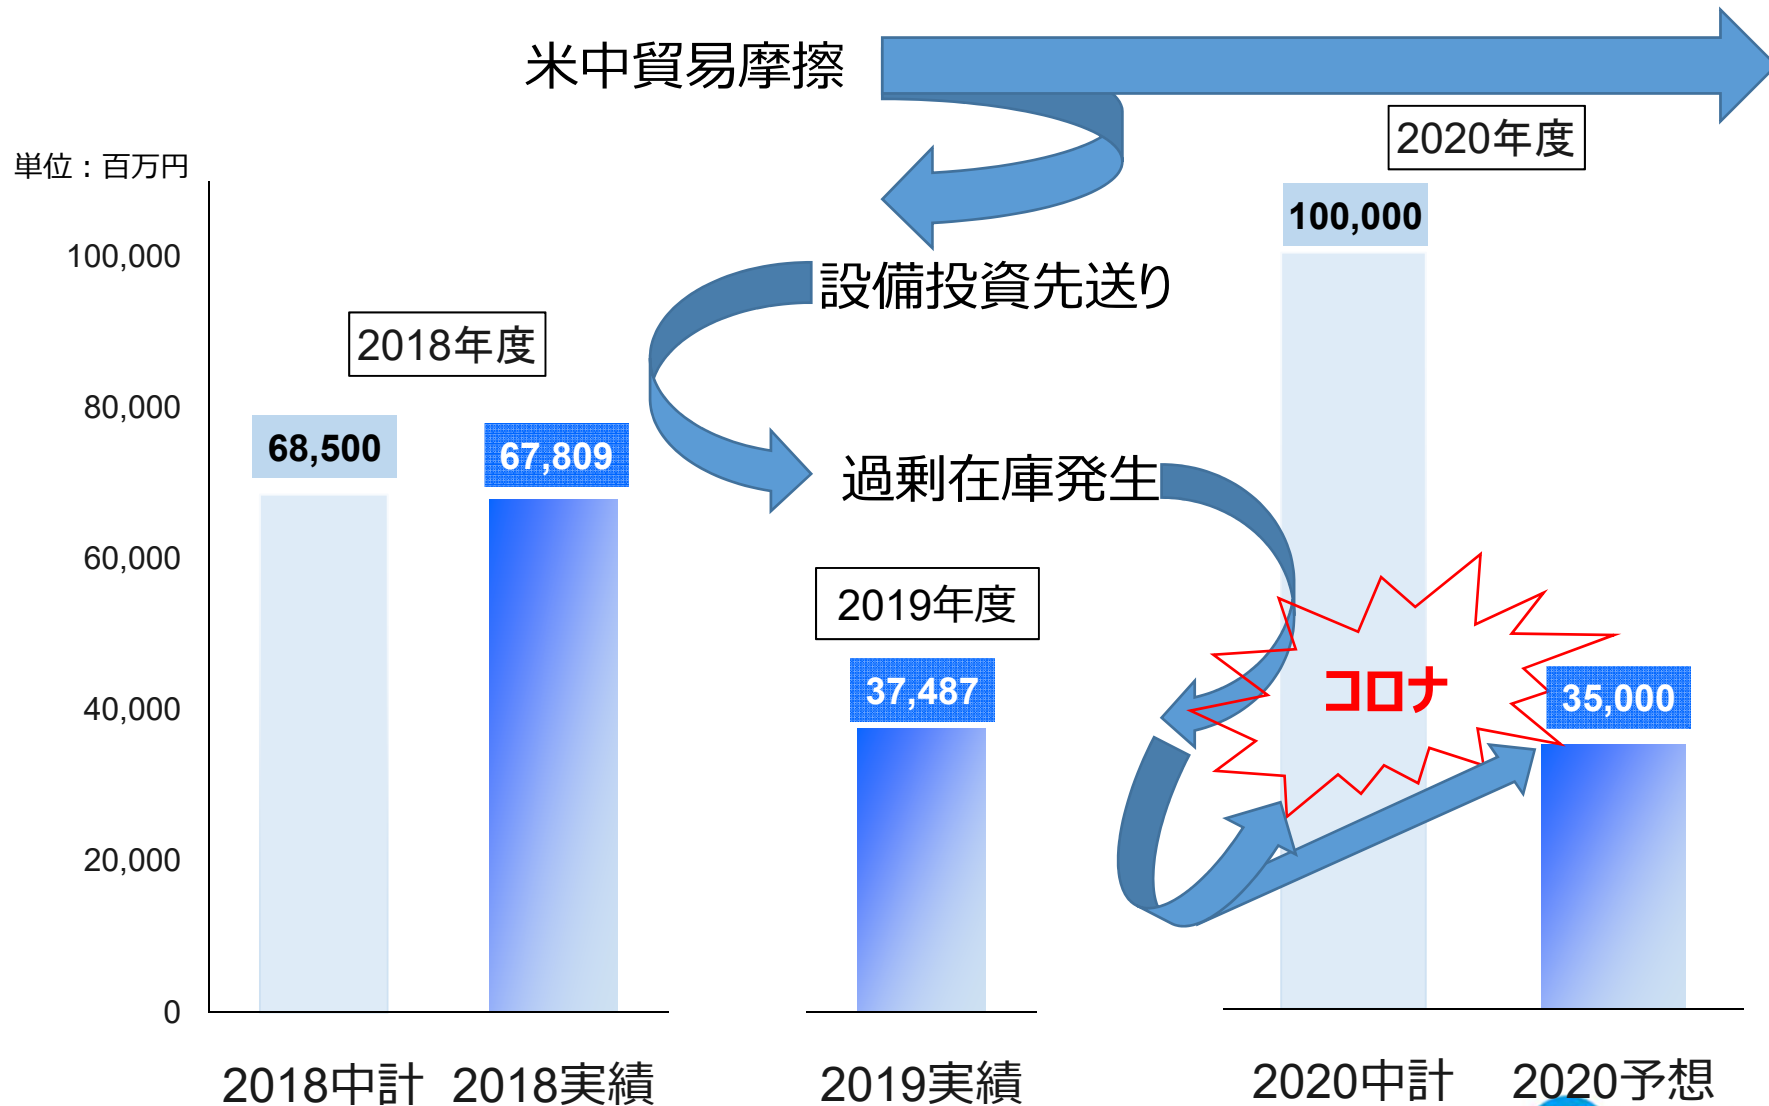 米中貿易摩擦
2020年度
単位：百万円
100,000
100,000
設備投資先送り
2018年度
80,000
68,500
67,809
過剰在庫発生
60,000
2019年度
37,487
コロナ
35,000
40,000
20,000
0
2018中計
2018実績
2019実績
2020中計
2020予想